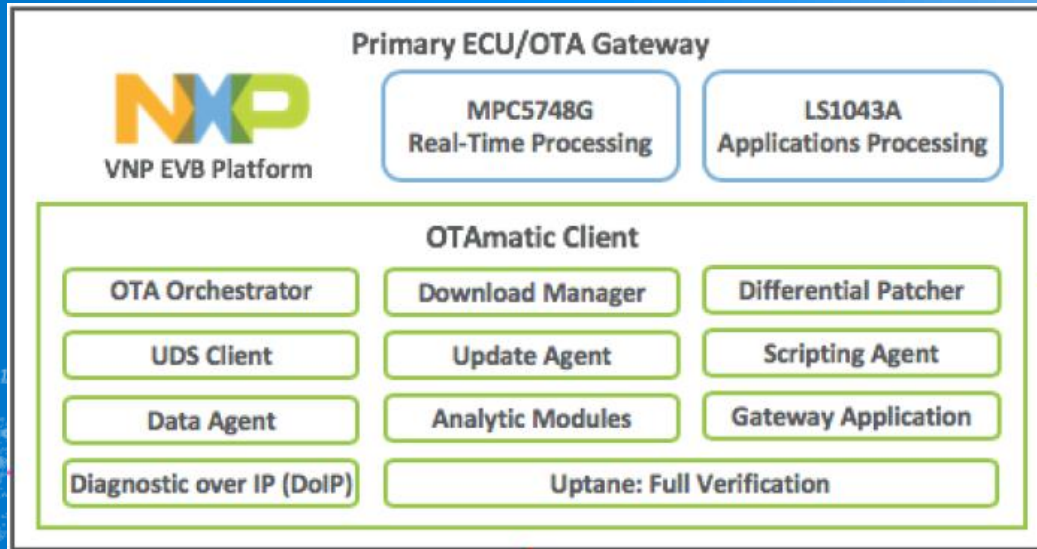 Primary ECU/OTA Gateway
NXP
VNP EVB Platform
MPC5748G
Real-Time Processing
LS1043A
Applications Processing
OTAmatic Client
OTA Orchestrator
Download Manager
Differential Patcher
UDS Client
Update Agent
Scripting Agent
Data Agent
Analytic Modules
Gateway Application
Diagnostic over IP (DoIP)
Uptane: Full Verification